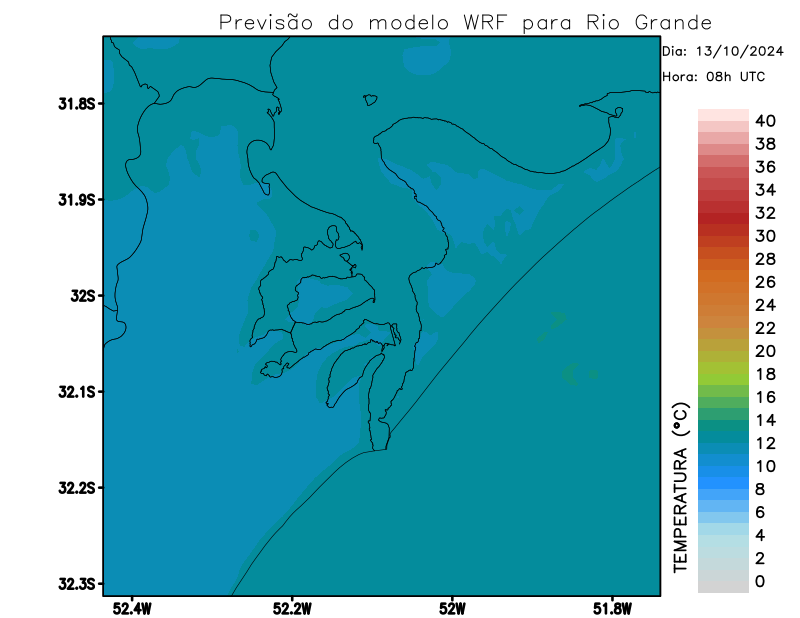 Previsão do modelo WRF para Rio Grande
Dia: 13/10/2024
Hora: 08h UTC
31.8S
31.9S
32S
32.1S
32.2S
32.3S
52.4W
52.2W
52W
51.8W
TEMPERATURA (°C)
40
38
36
34
32
30
28
26
24
22
20
18
16
14
12
10
8
6
4
2
0